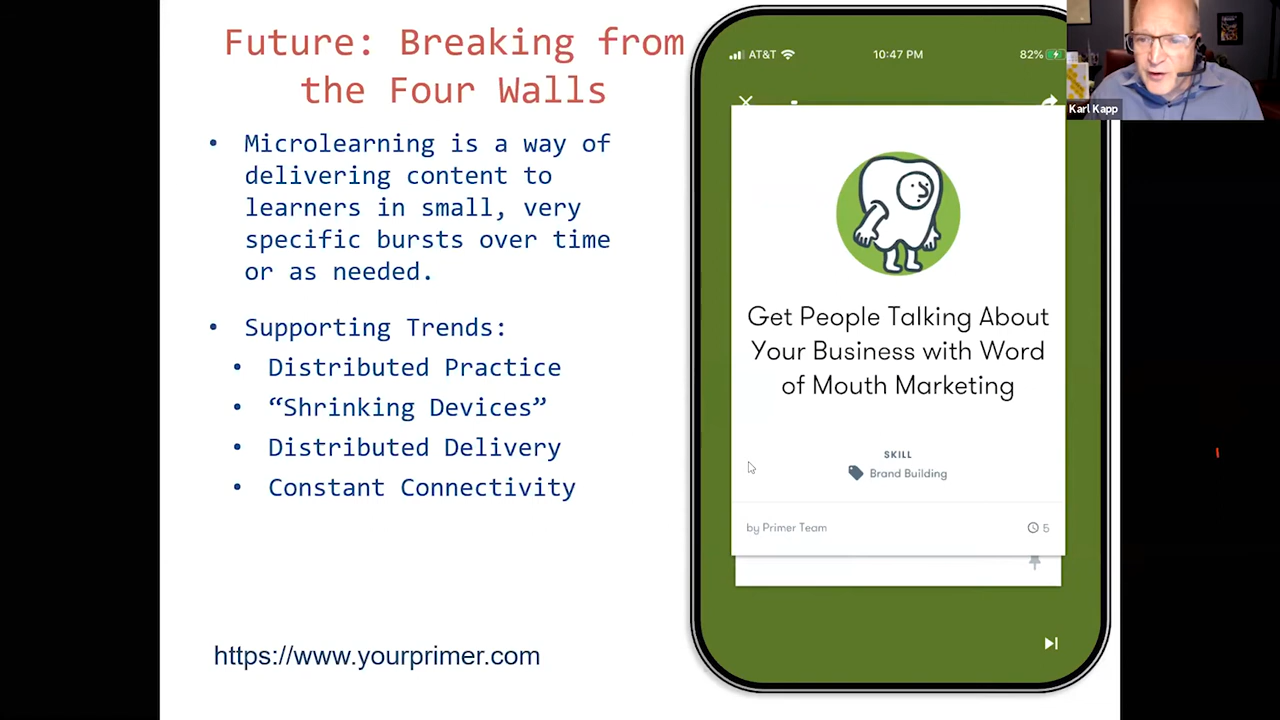 Future: Breaking from
the Four Walls
• Microlearning is a way of
delivering content to
learners in small, very
specific bursts over time
or as needed.
• Supporting Trends:
• Distributed Practice
• “Shrinking Devices”
• Distributed Delivery
• Constant Connectivity
https://www.yourprimer.com
AT&T
10:47 PM
82%
Get People Talking About
Your Business with Word
of Mouth Marketing
SKILL
Brand Building
by Primer Team
5
Karl Kapp